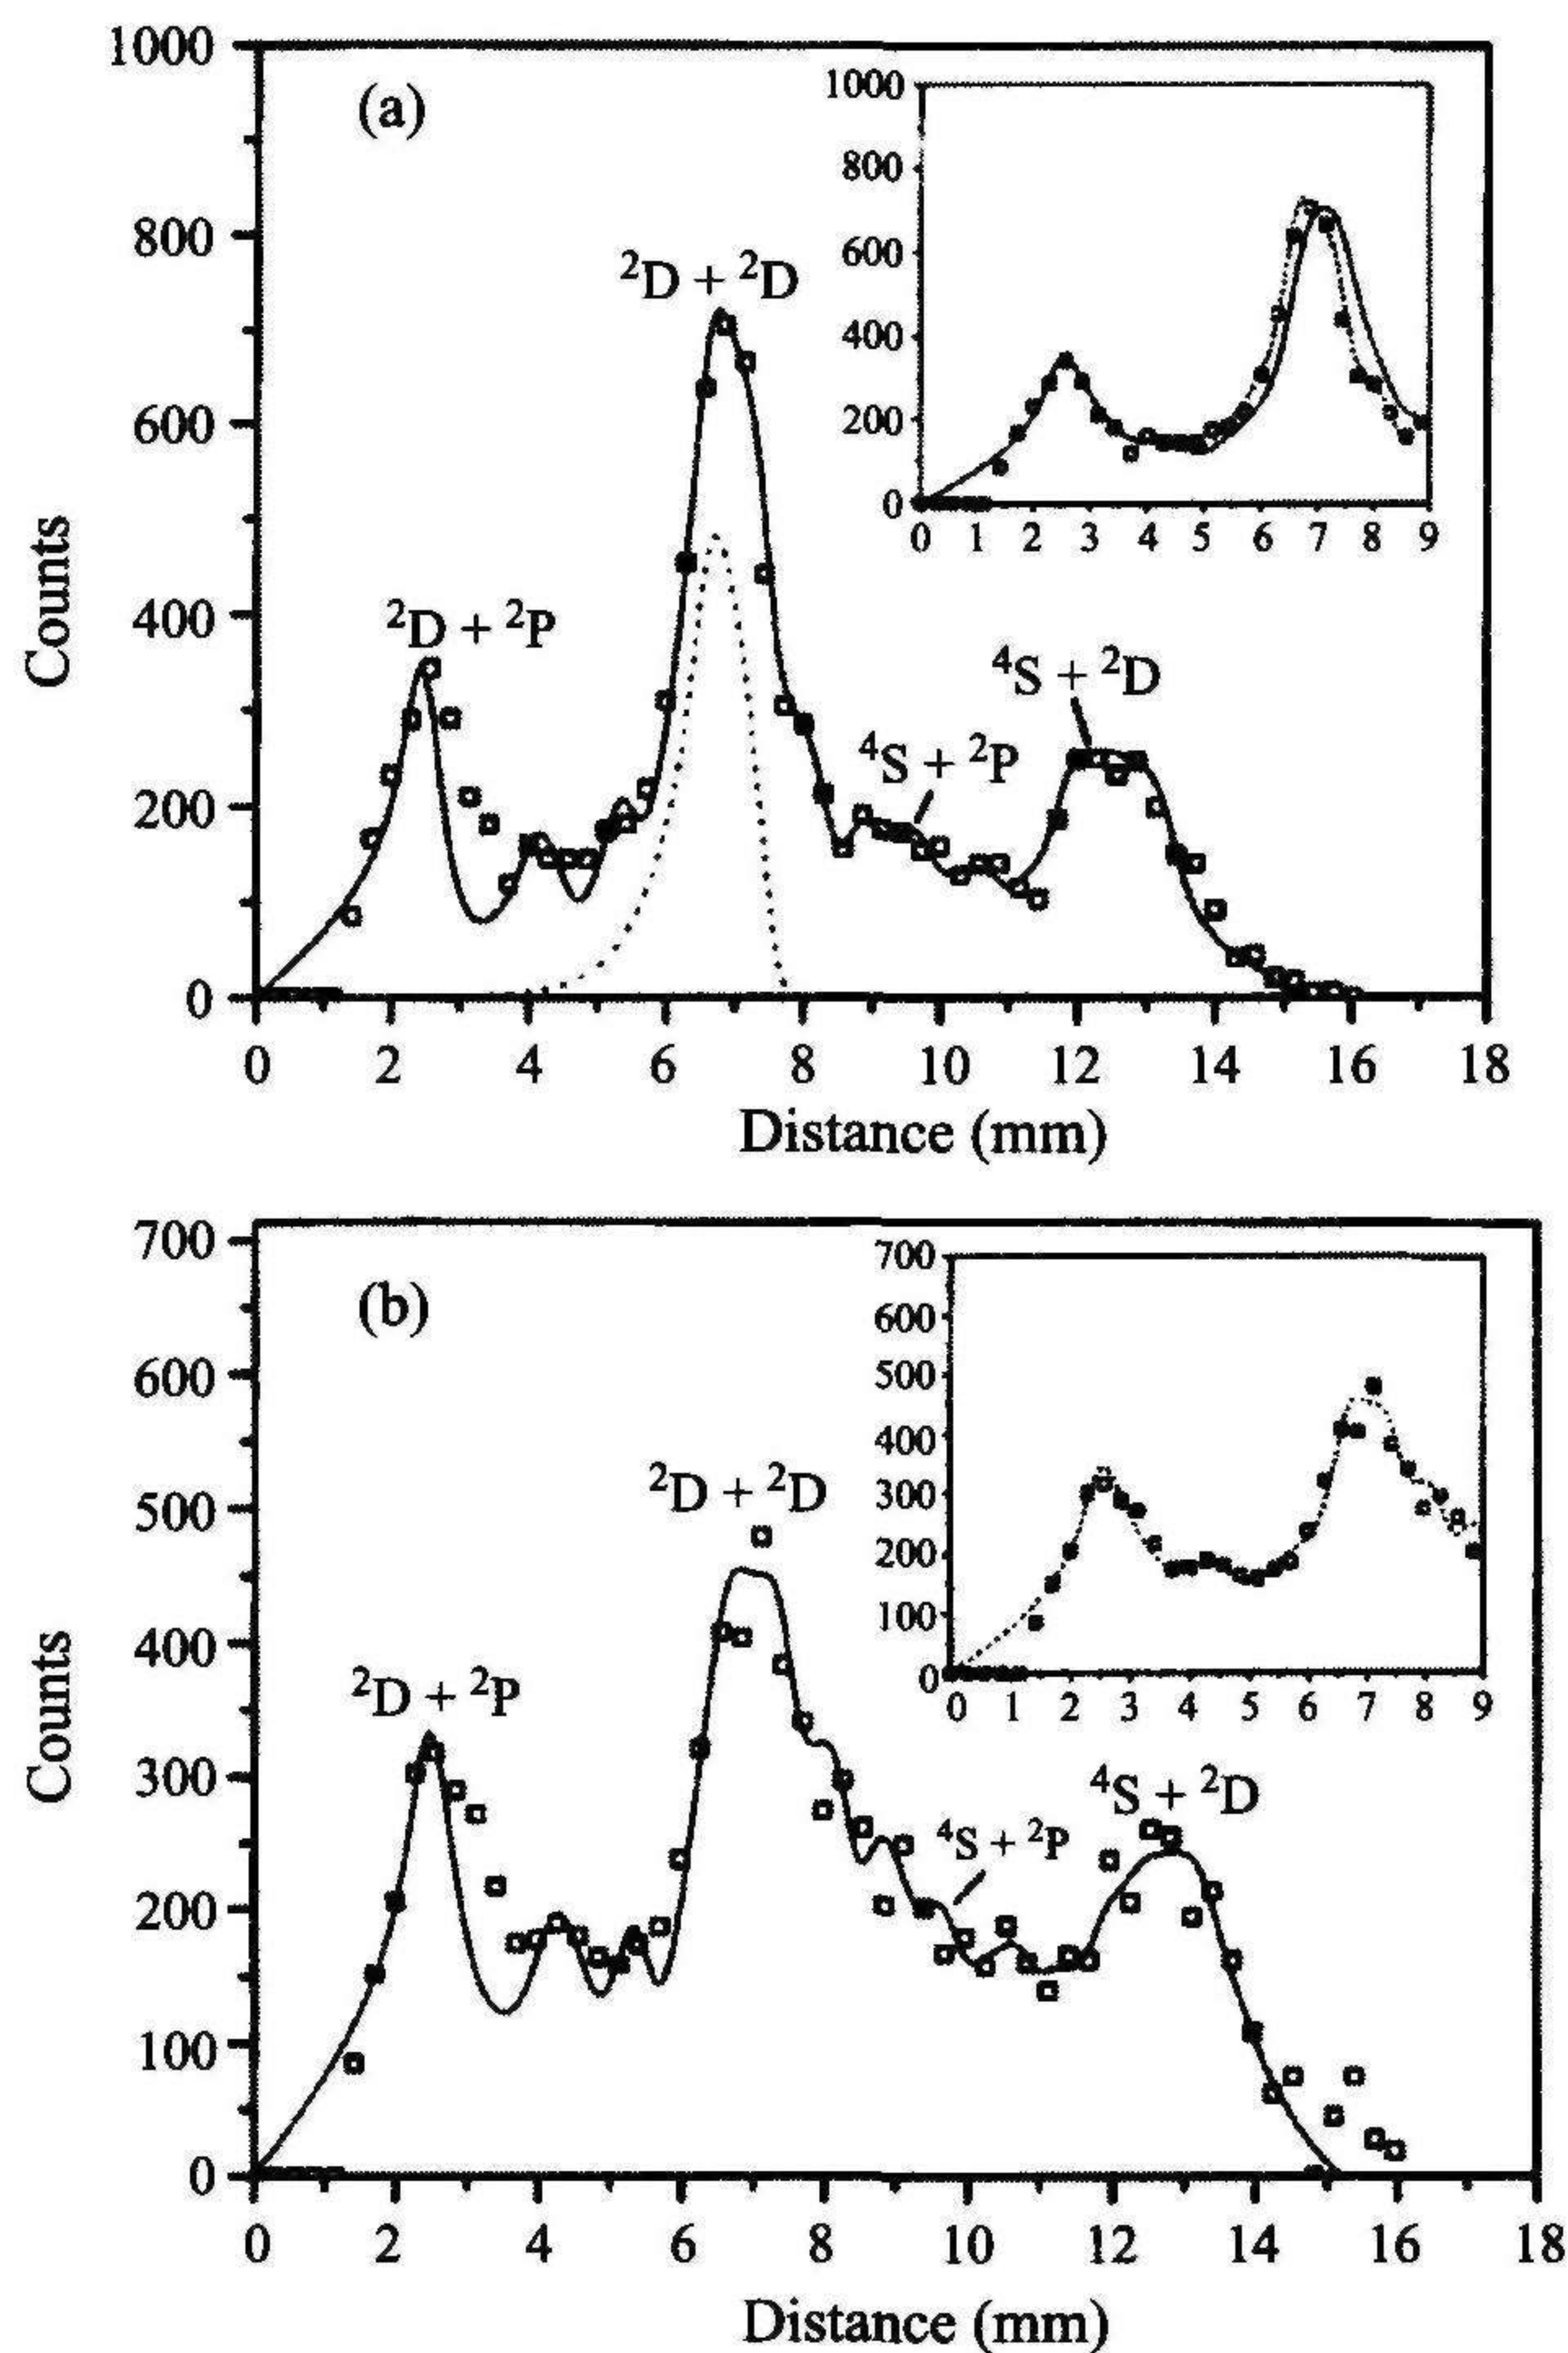 (a)
1000
800
600
400
200
0
Counts
²D + ²P
²D + ²D
⁴S + ²P
⁴S + ²D
0 2 4 6 8 10 12 14 16 18
Distance (mm)
1000
800
600
400
200
0
0 1 2 3 4 5 6 7 8 9
(b)
700
600
500
400
300
200
100
0
Counts
²D + ²P
²D + ²D
⁴S + ²P
⁴S + ²D
0 2 4 6 8 10 12 14 16 18
Distance (mm)
700
600
500
400
300
200
100
0
0 1 2 3 4 5 6 7 8 9